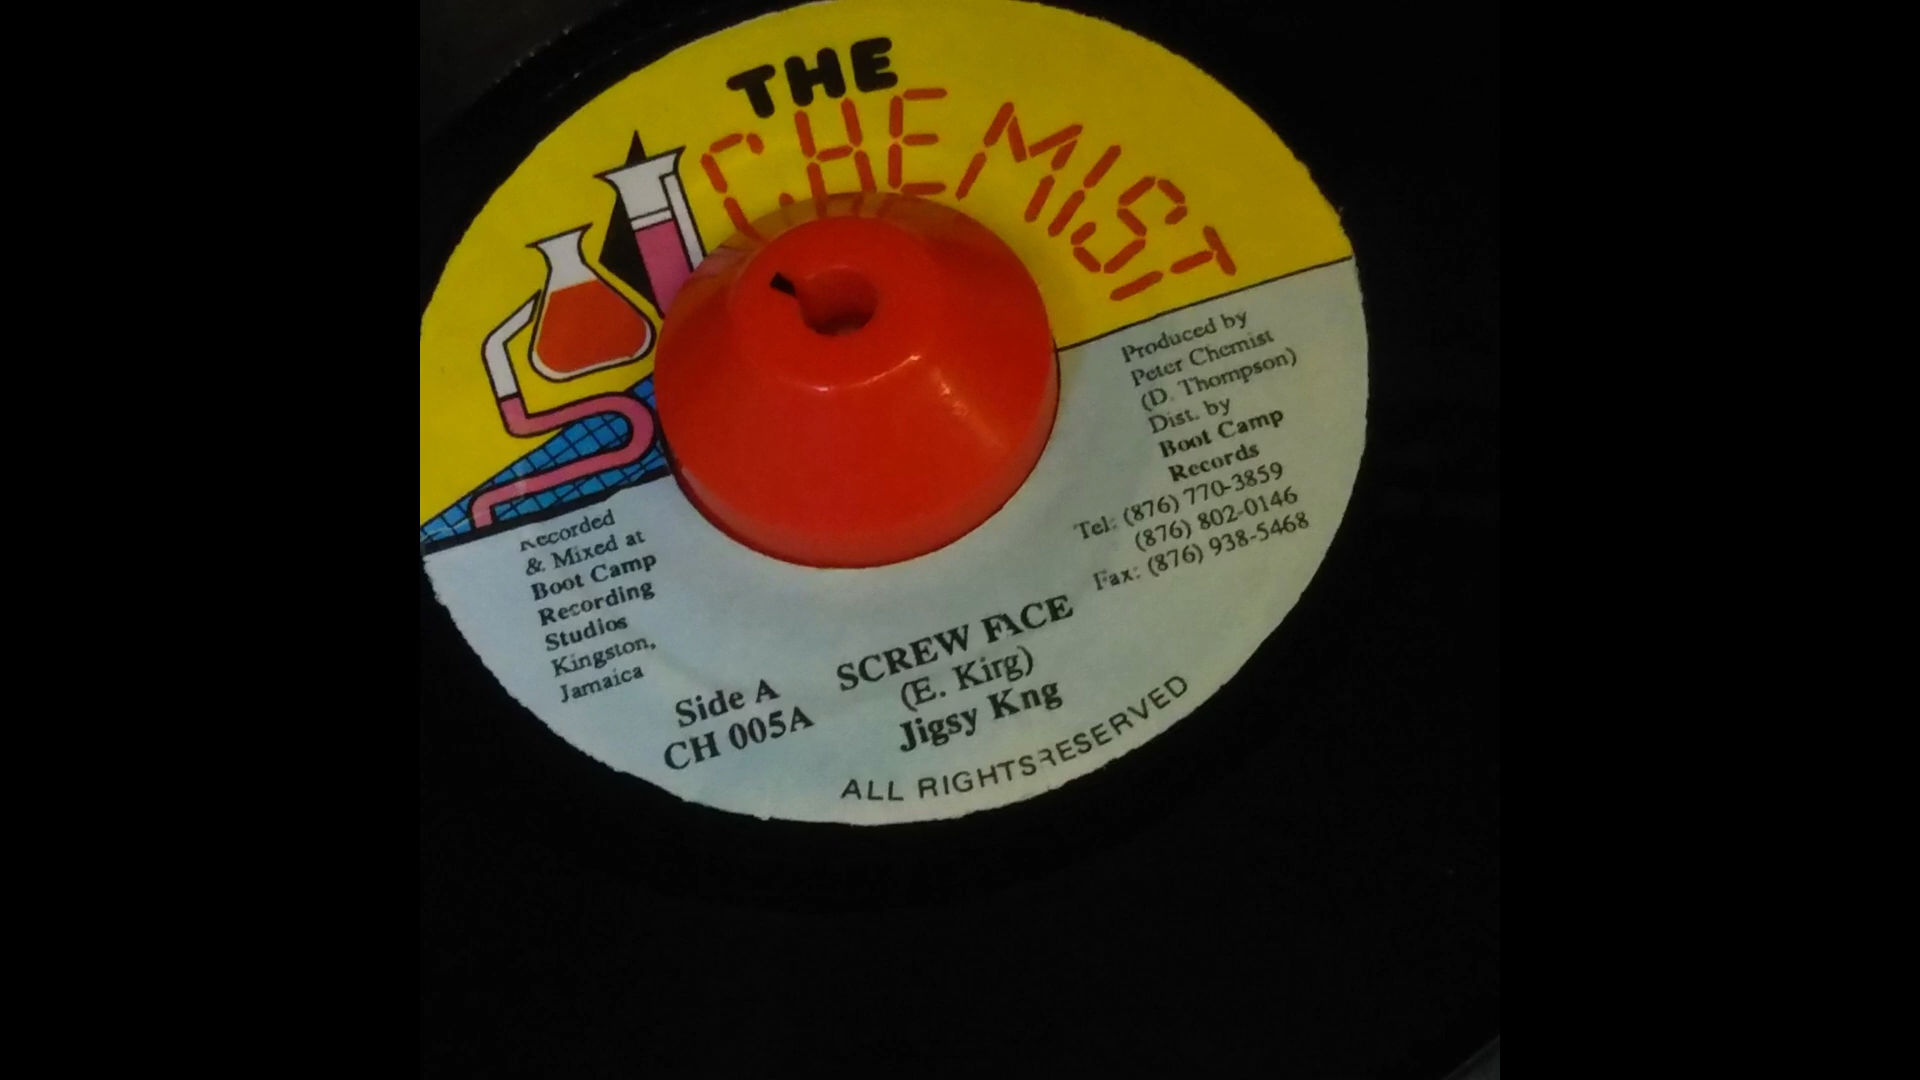 THE
CHEMIST
Produced by
Peter Chemist
(D. Thompson)
Dist. by
Boot Camp
Records
Tel: (876) 770-3859
(876) 802-0146
Fax: (876) 938-5468
Recorded
& Mixed at
Boot Camp
Recording
Studios
Kingston,
Jamaica
Side A
CH 005A
SCREW FACE
(E. Kirg)
Jigsy Kng
ALL RIGHTS RESERVED